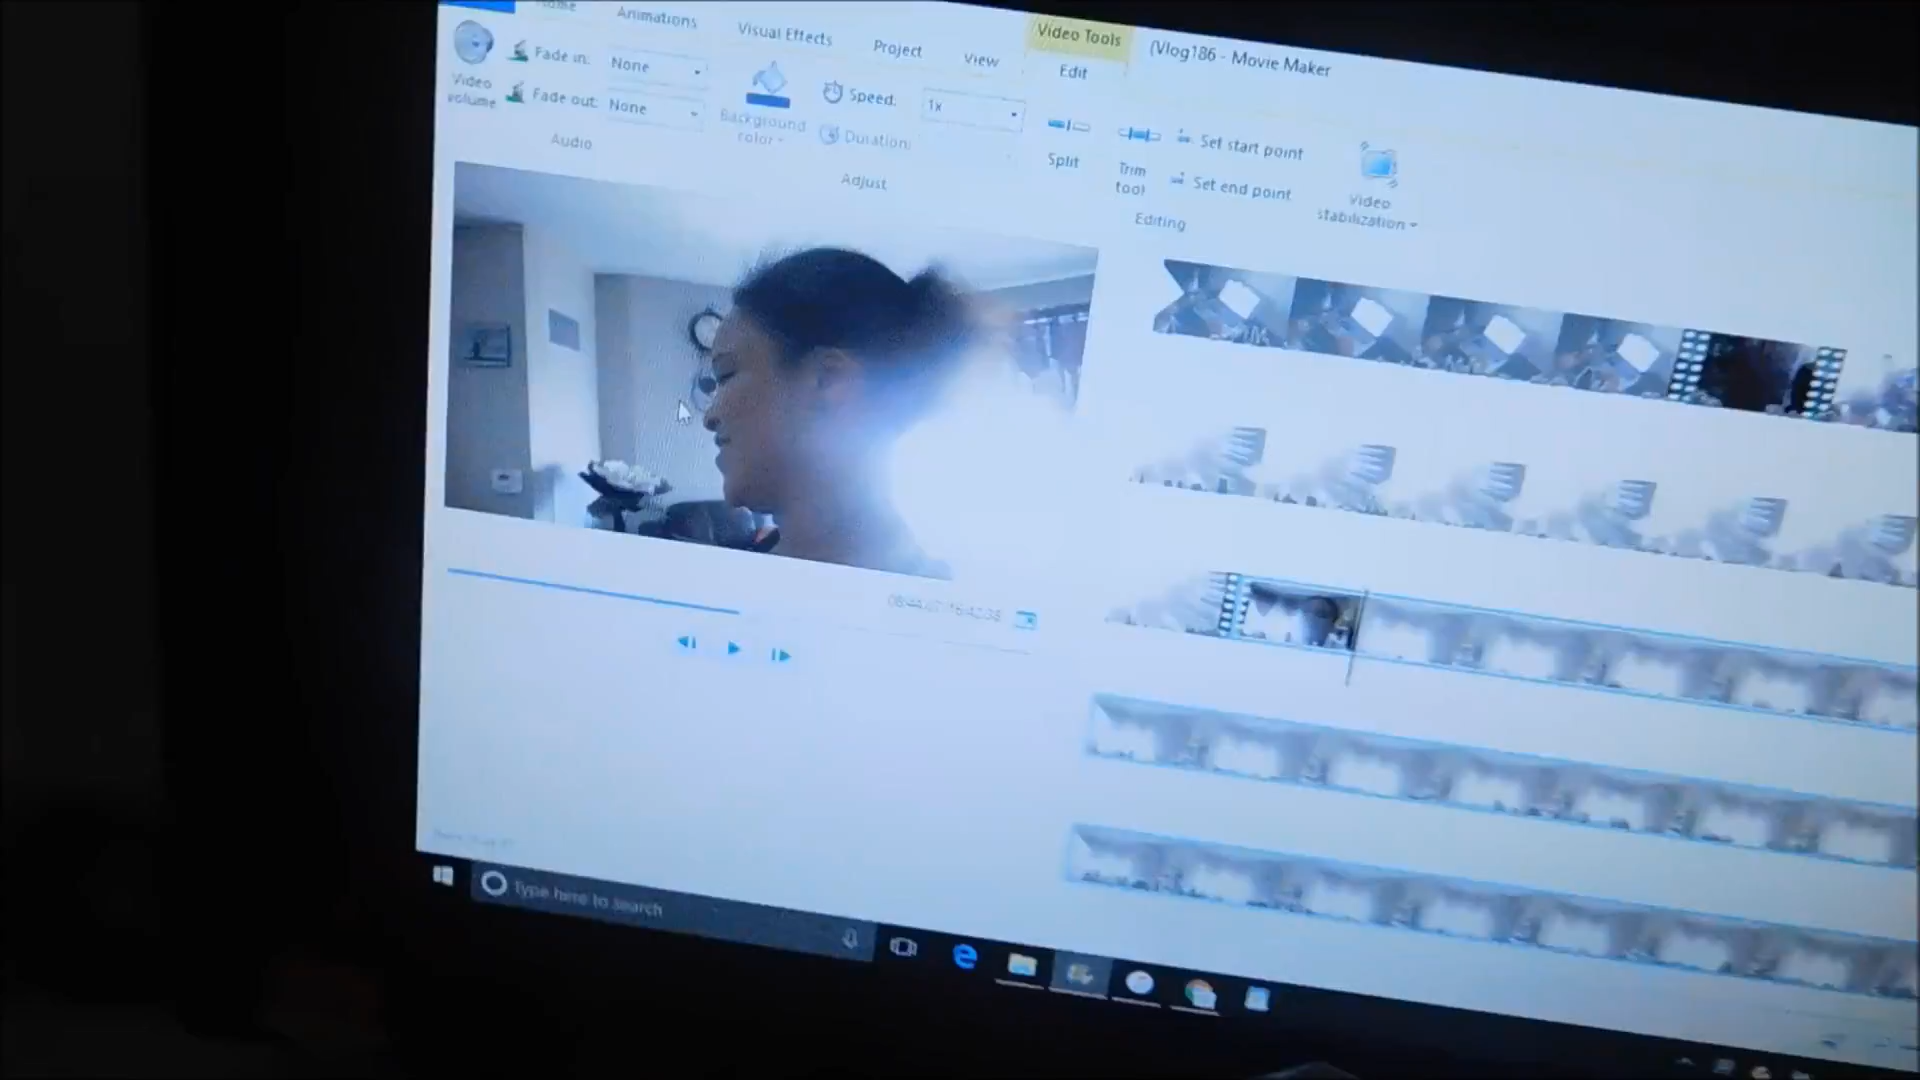 Home Animations Visual Effects Project View Video Tools (Vlog186 - Movie Maker
Edit
Video volume
Fade in: None
Fade out: None
Audio
Background color
Speed: 1x
Duration:
Adjust
Split
Trim tool
Set start point
Set end point
Editing
Video stabilization
Type here to search